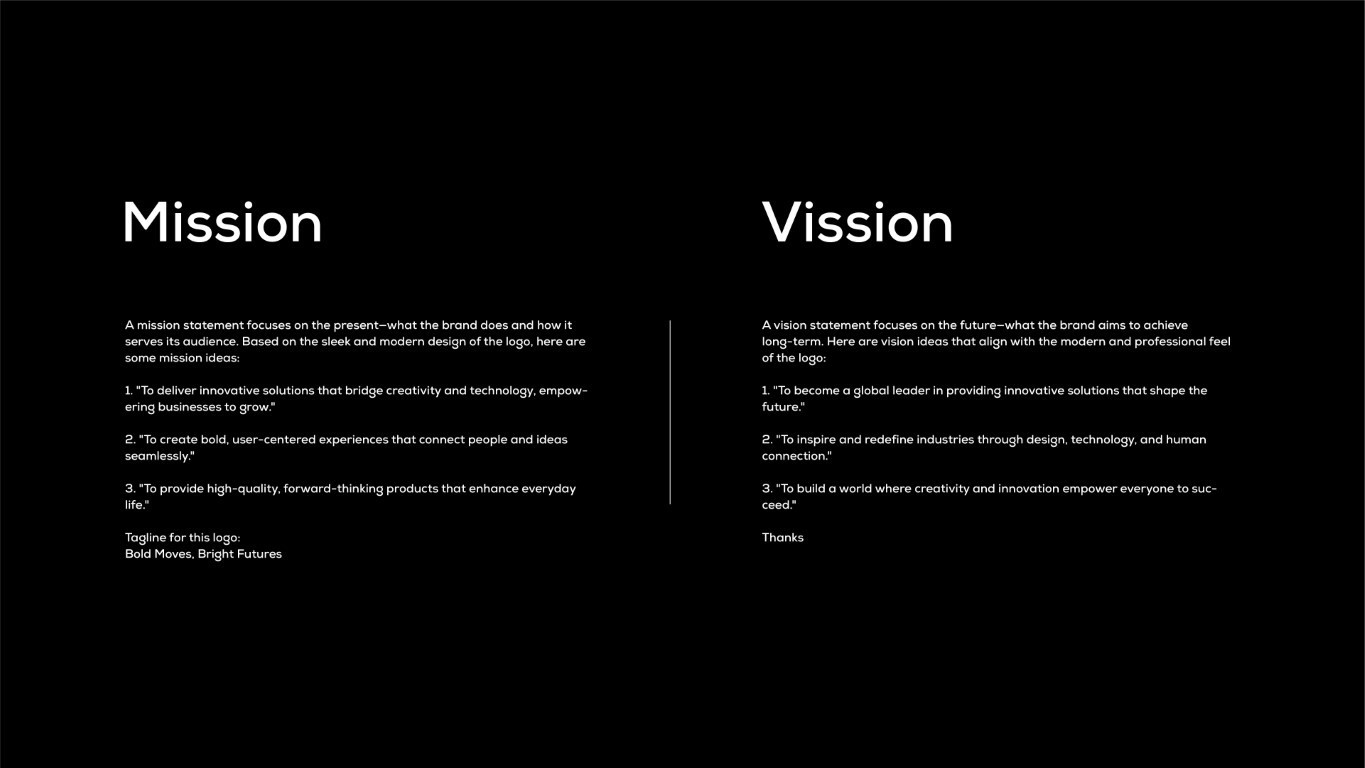 Mission
A mission statement focuses on the present—what the brand does and how it
serves its audience. Based on the sleek and modern design of the logo, here are
some mission ideas:
1. "To deliver innovative solutions that bridge creativity and technology, empow-
ering businesses to grow."
2. "To create bold, user-centered experiences that connect people and ideas
seamlessly."
3. "To provide high-quality, forward-thinking products that enhance everyday
life."
Tagline for this logo:
Bold Moves, Bright Futures
Vission
A vision statement focuses on the future—what the brand aims to achieve
long-term. Here are vision ideas that align with the modern and professional feel
of the logo:
1. "To become a global leader in providing innovative solutions that shape the
future."
2. "To inspire and redefine industries through design, technology, and human
connection."
3. "To build a world where creativity and innovation empower everyone to suc-
ceed."
Thanks